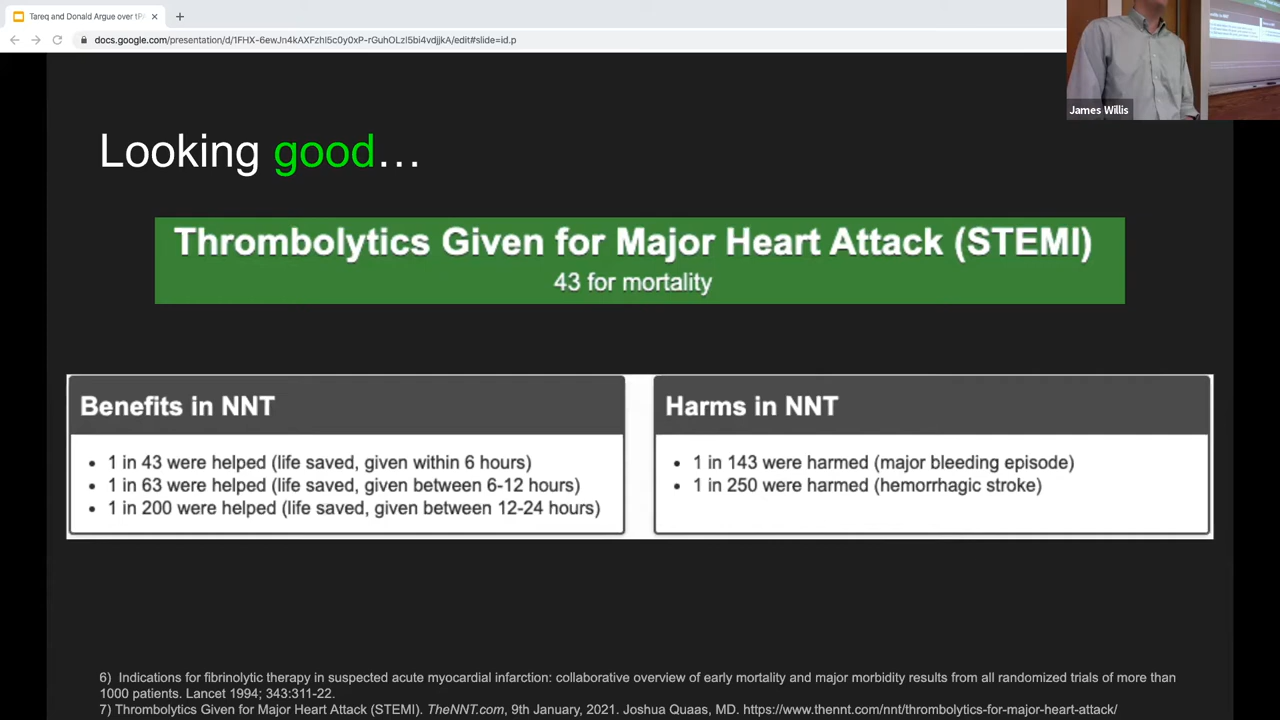 Tareq and Donald Argue over tP
docs.google.com/presentation/d/1FHX-6ewJn4kAXFzhl5c0y0xP-rGuhOLzl5bi4vdjjkA/edit#slide=id.p
James Willis
Looking good…
Thrombolytics Given for Major Heart Attack (STEMI)
43 for mortality
Benefits in NNT
• 1 in 43 were helped (life saved, given within 6 hours)
• 1 in 63 were helped (life saved, given between 6-12 hours)
• 1 in 200 were helped (life saved, given between 12-24 hours)
Harms in NNT
• 1 in 143 were harmed (major bleeding episode)
• 1 in 250 were harmed (hemorrhagic stroke)
6) Indications for fibrinolytic therapy in suspected acute myocardial infarction: collaborative overview of early mortality and major morbidity results from all randomized trials of more than
1000 patients. Lancet 1994; 343:311-22.
7) Thrombolytics Given for Major Heart Attack (STEMI). TheNNT.com, 9th January, 2021. Joshua Quaas, MD. https://www.thennt.com/nnt/thrombolytics-for-major-heart-attack/